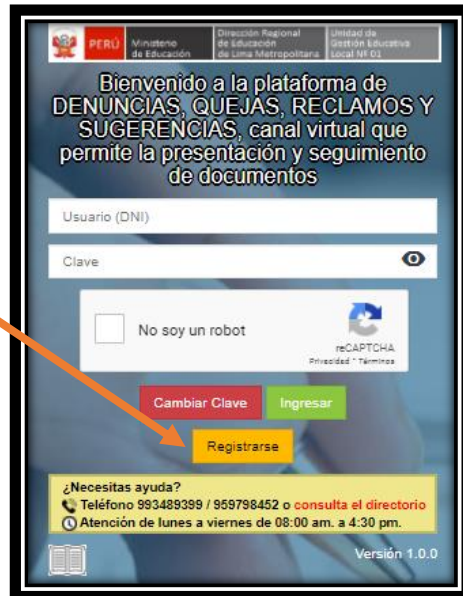 PERÚ
Ministerio
de Educación
Dirección Regional
de Educación
de Lima Metropolitana
Unidad de
Gestión Educativa
Local Nº 01
Bienvenido a la plataforma de
DENUNCIAS, QUEJAS, RECLAMOS Y
SUGERENCIAS, canal virtual que
permite la presentación y seguimiento
de documentos
Usuario (DNI)
Clave
No soy un robot
reCAPTCHA
Privacidad - Términos
Cambiar Clave
Ingresar
Registrarse
¿Necesitas ayuda?
Teléfono 993489399 / 959798452 o consulta el directorio
Atención de lunes a viernes de 08:00 am. a 4:30 pm.
Versión 1.0.0